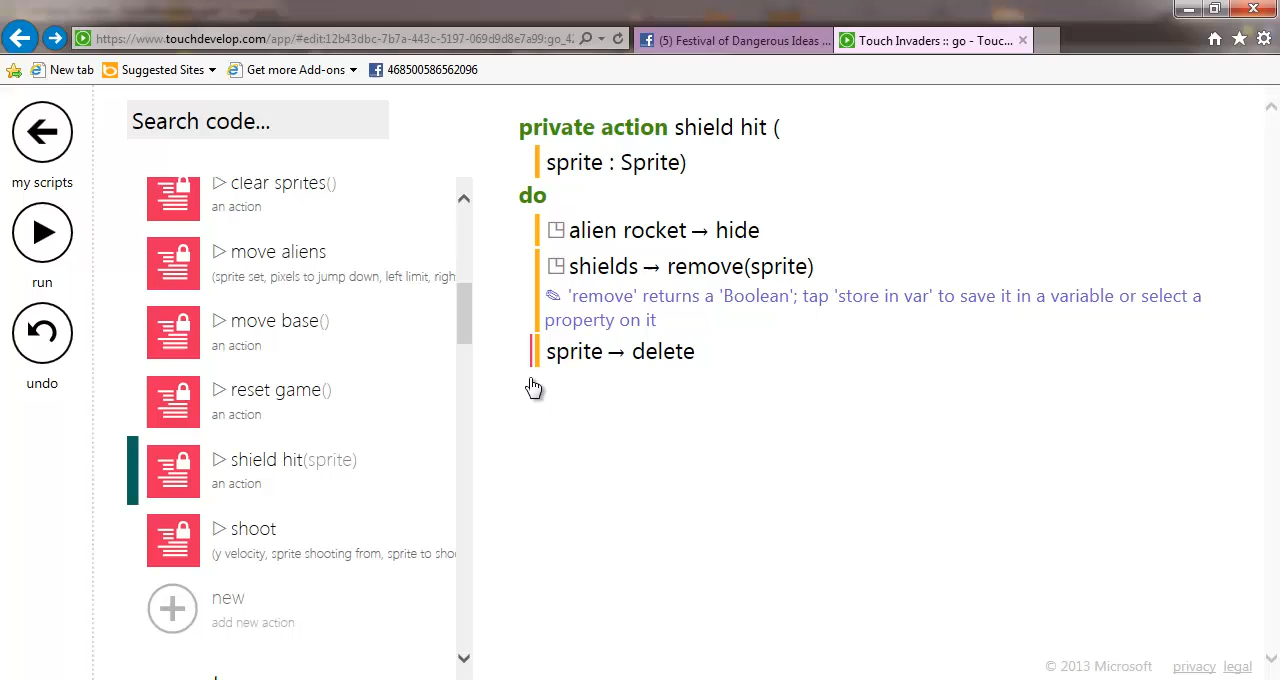 https://www.touchdevelop.com/app/#edit:12b43dbc-7b7a-443c-5197-069d9d8e7a99:go_4
(5) Festival of Dangerous Ideas ...
Touch Invaders :: go - Touc...
New tab
Suggested Sites
Get more Add-ons
468500586562096
my scripts
run
undo
Search code...
clear sprites()
an action
move aliens
(sprite set, pixels to jump down, left limit, righ
move base()
an action
reset game()
an action
shield hit(sprite)
an action
shoot
(y velocity, sprite shooting from, sprite to shoo
new
add new action
private action shield hit (
sprite : Sprite)
do
alien rocket → hide
shields → remove(sprite)
'remove' returns a 'Boolean'; tap 'store in var' to save it in a variable or select a
property on it
sprite → delete
© 2013 Microsoft privacy legal